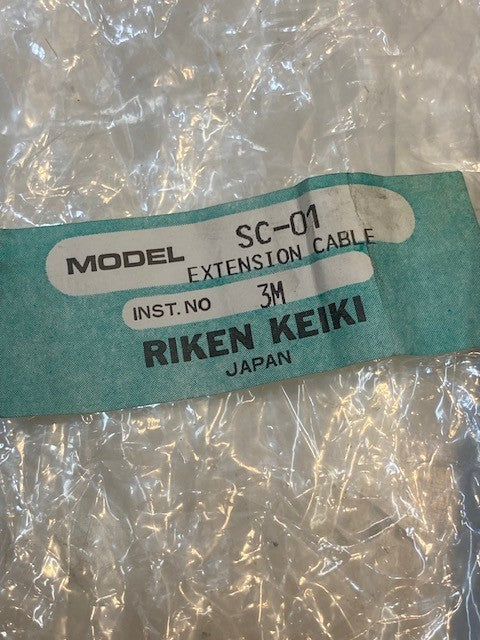 MODEL SC-01
EXTENSION CABLE
INST. NO 3M
RIKEN KEIKI
JAPAN